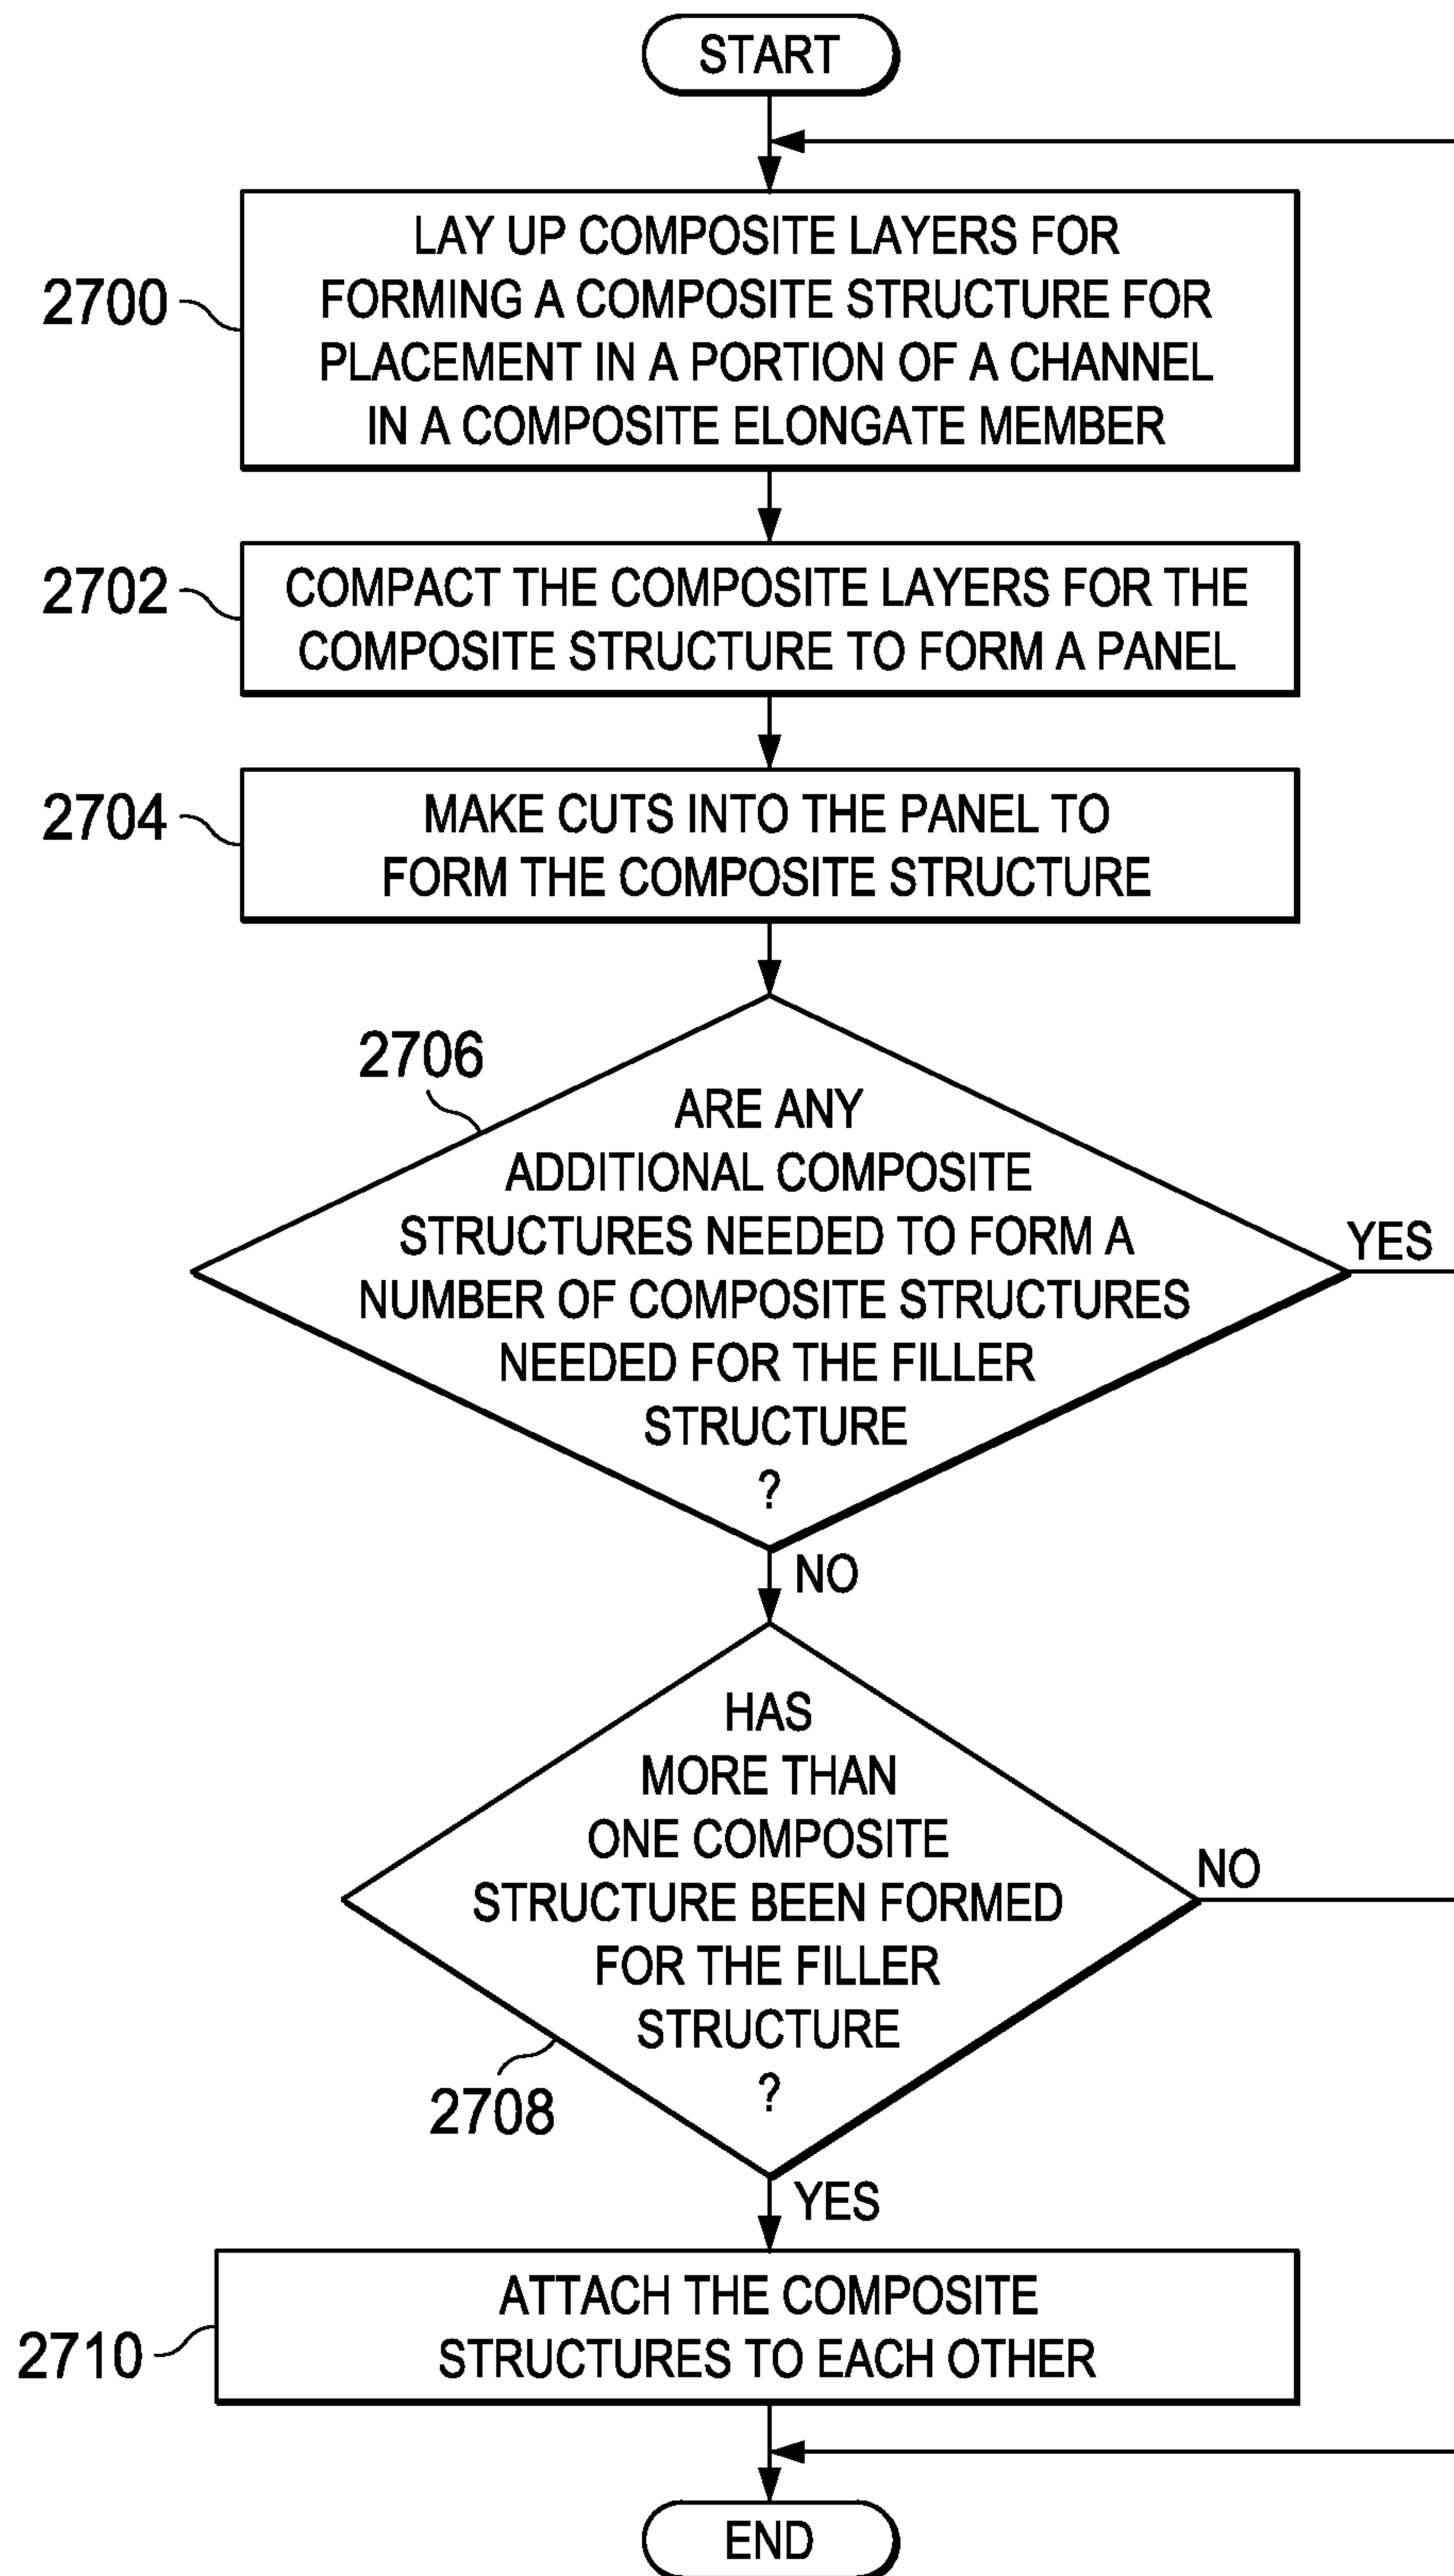 START
2700
LAY UP COMPOSITE LAYERS FOR
FORMING A COMPOSITE STRUCTURE FOR
PLACEMENT IN A PORTION OF A CHANNEL
IN A COMPOSITE ELONGATE MEMBER
2702
COMPACT THE COMPOSITE LAYERS FOR THE
COMPOSITE STRUCTURE TO FORM A PANEL
2704
MAKE CUTS INTO THE PANEL TO
FORM THE COMPOSITE STRUCTURE
2706
ARE ANY
ADDITIONAL COMPOSITE
STRUCTURES NEEDED TO FORM A
NUMBER OF COMPOSITE STRUCTURES
NEEDED FOR THE FILLER
STRUCTURE
?
YES
NO
HAS
MORE THAN
ONE COMPOSITE
STRUCTURE BEEN FORMED
FOR THE FILLER
STRUCTURE
?
NO
2708
YES
2710
ATTACH THE COMPOSITE
STRUCTURES TO EACH OTHER
END